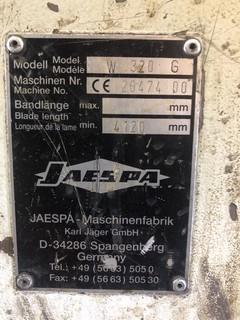 Modell Model W 320 G
Modèle
Maschinen Nr. CE 28474 00
Machine No.
Bandlänge max. mm
Blade length
Longueur de la lame min. 4120 mm
JAESPA
JAESPA-Maschinenfabrik
Karl Jäger GmbH
D-34286 Spangenberg
Germany
Tel.: +49 (56 63) 505 0
Fax: +49 (56 63) 505 30